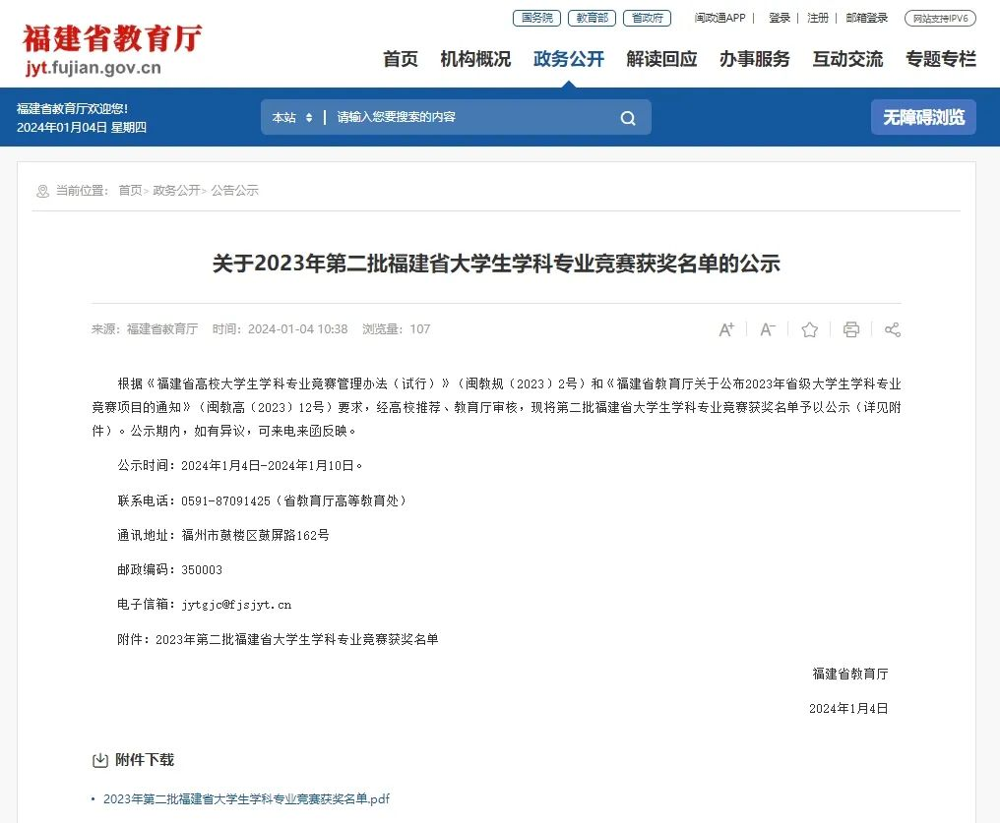 福建省教育厅
jyt.fujian.gov.cn
国务院 教育部 省政府 闽政通APP | 登录 | 注册 | 邮箱登录 网站支持IPV6
首页 机构概况 政务公开 解读回应 办事服务 互动交流 专题专栏
福建省教育厅欢迎您!
2024年01月04日 星期四
本站 | 请输入您要搜索的内容
无障碍浏览
当前位置: 首页> 政务公开> 公告公示
关于2023年第二批福建省大学生学科专业竞赛获奖名单的公示
来源: 福建省教育厅 时间: 2024-01-04 10:38 浏览量: 107
A+ A-
根据《福建省高校大学生学科专业竞赛管理办法（试行）》（闽教规〔2023〕2号）和《福建省教育厅关于公布2023年省级大学生学科专业
竞赛项目的通知》（闽教高〔2023〕12号）要求，经高校推荐、教育厅审核，现将第二批福建省大学生学科专业竞赛获奖名单予以公示（详见附
件）。公示期内，如有异议，可来电来函反映。
公示时间：2024年1月4日-2024年1月10日。
联系电话：0591-87091425（省教育厅高等教育处）
通讯地址：福州市鼓楼区鼓屏路162号
邮政编码：350003
电子信箱：jytgjc@fjsjyt.cn
附件：2023年第二批福建省大学生学科专业竞赛获奖名单
福建省教育厅
2024年1月4日
附件下载
• 2023年第二批福建省大学生学科专业竞赛获奖名单.pdf